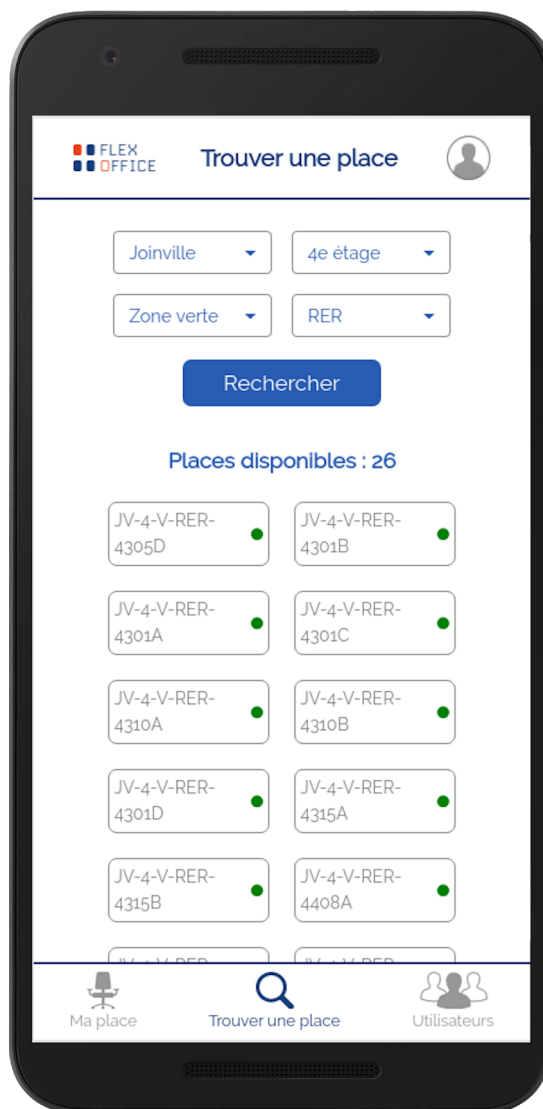 FLEX
OFFICE
Trouver une place
Joinville
4e étage
Zone verte
RER
Rechercher
Places disponibles : 26
JV-4-V-RER-
4305D
JV-4-V-RER-
4301B
JV-4-V-RER-
4301A
JV-4-V-RER-
4301C
JV-4-V-RER-
4310A
JV-4-V-RER-
4310B
JV-4-V-RER-
4301D
JV-4-V-RER-
4315A
JV-4-V-RER-
4315B
JV-4-V-RER-
4408A
Ma place
Trouver une place
Utilisateurs